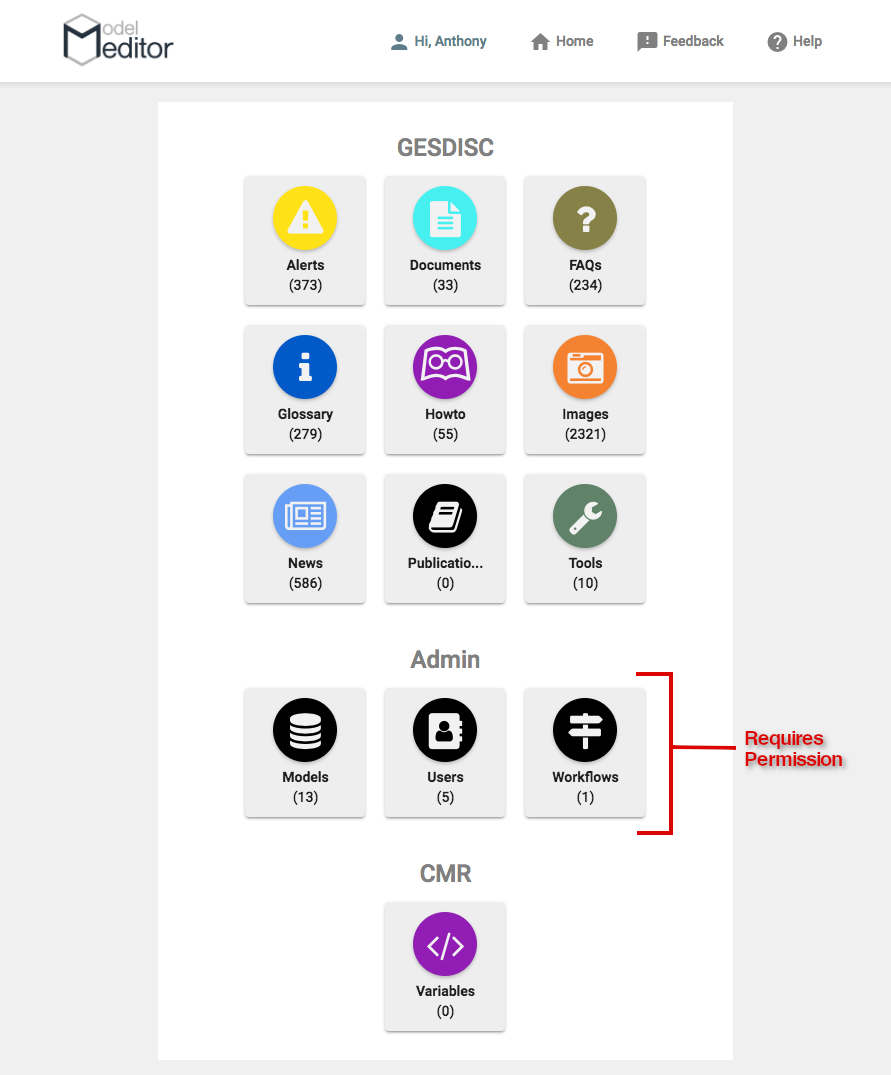 Model
Meditor
Hi, Anthony
Home
Feedback
Help
GESDISC
Alerts
(373)
Documents
(33)
FAQs
(234)
Glossary
(279)
Howto
(55)
Images
(2321)
News
(586)
Publicatio...
(0)
Tools
(10)
Admin
Models
(13)
Users
(5)
Workflows
(1)
Requires
Permission
CMR
Variables
(0)